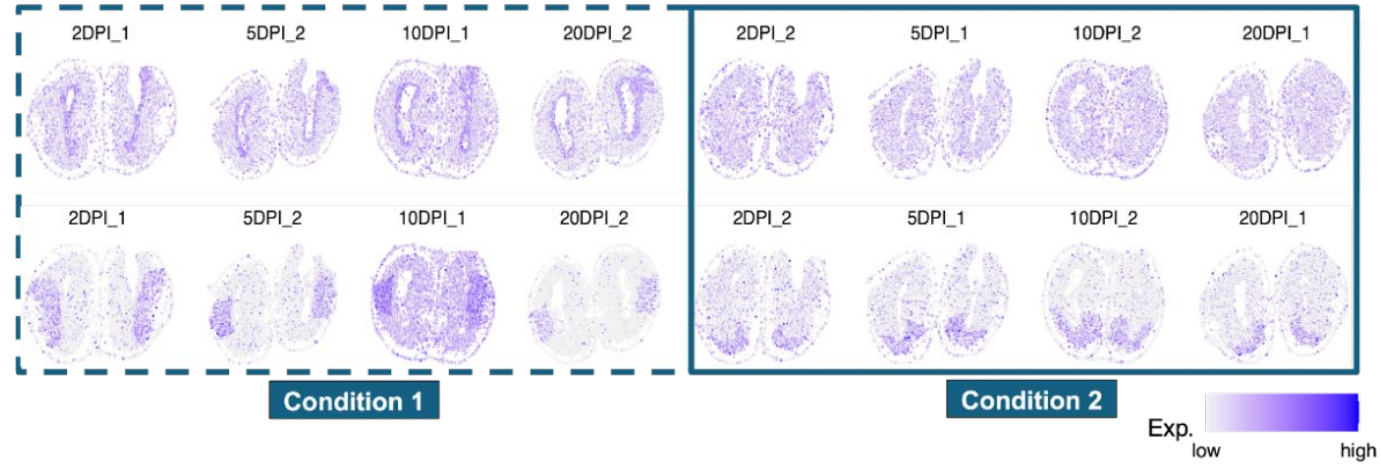 2DPI_1 5DPI_2 10DPI_1 20DPI_2 2DPI_2 5DPI_1 10DPI_2 20DPI_1
2DPI_1 5DPI_2 10DPI_1 20DPI_2 2DPI_2 5DPI_1 10DPI_2 20DPI_1
Condition 1 Condition 2
Exp.
low high